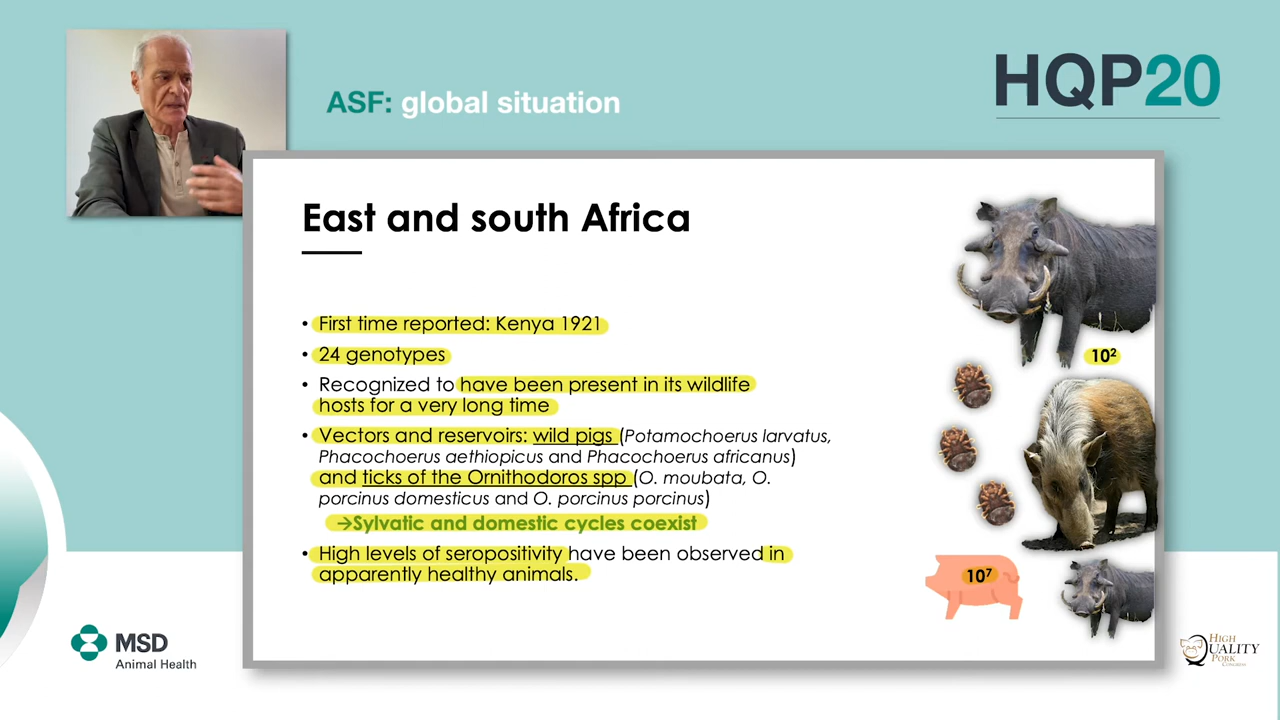 ASF: global situation
HQP20
East and south Africa
• First time reported: Kenya 1921
• 24 genotypes
• Recognized to have been present in its wildlife
hosts for a very long time
• Vectors and reservoirs: wild pigs (Potamochoerus larvatus,
Phacochoerus aethiopicus and Phacochoerus africanus)
and ticks of the Ornithodoros spp (O. moubata, O.
porcinus domesticus and O. porcinus porcinus)
→Sylvatic and domestic cycles coexist
• High levels of seropositivity have been observed in
apparently healthy animals.
10²
10⁷
MSD
Animal Health
HIGH
QUALITY
PORK
CONGRESS